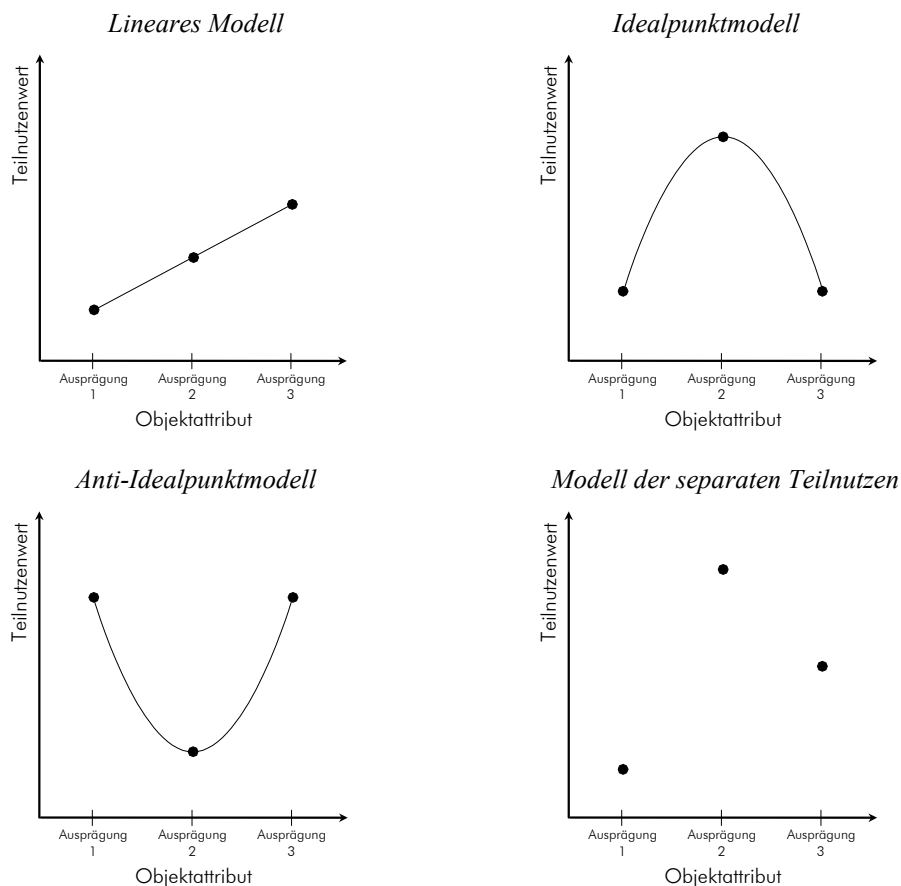 Lineares Modell
Teilnutzenwert
Ausprägung Ausprägung Ausprägung
1 2 3
Objektattribut
Idealpunktmodell
Teilnutzenwert
Ausprägung Ausprägung Ausprägung
1 2 3
Objektattribut
Anti-Idealpunktmodell
Teilnutzenwert
Ausprägung Ausprägung Ausprägung
1 2 3
Objektattribut
Modell der separaten Teilnutzen
Teilnutzenwert
Ausprägung Ausprägung Ausprägung
1 2 3
Objektattribut